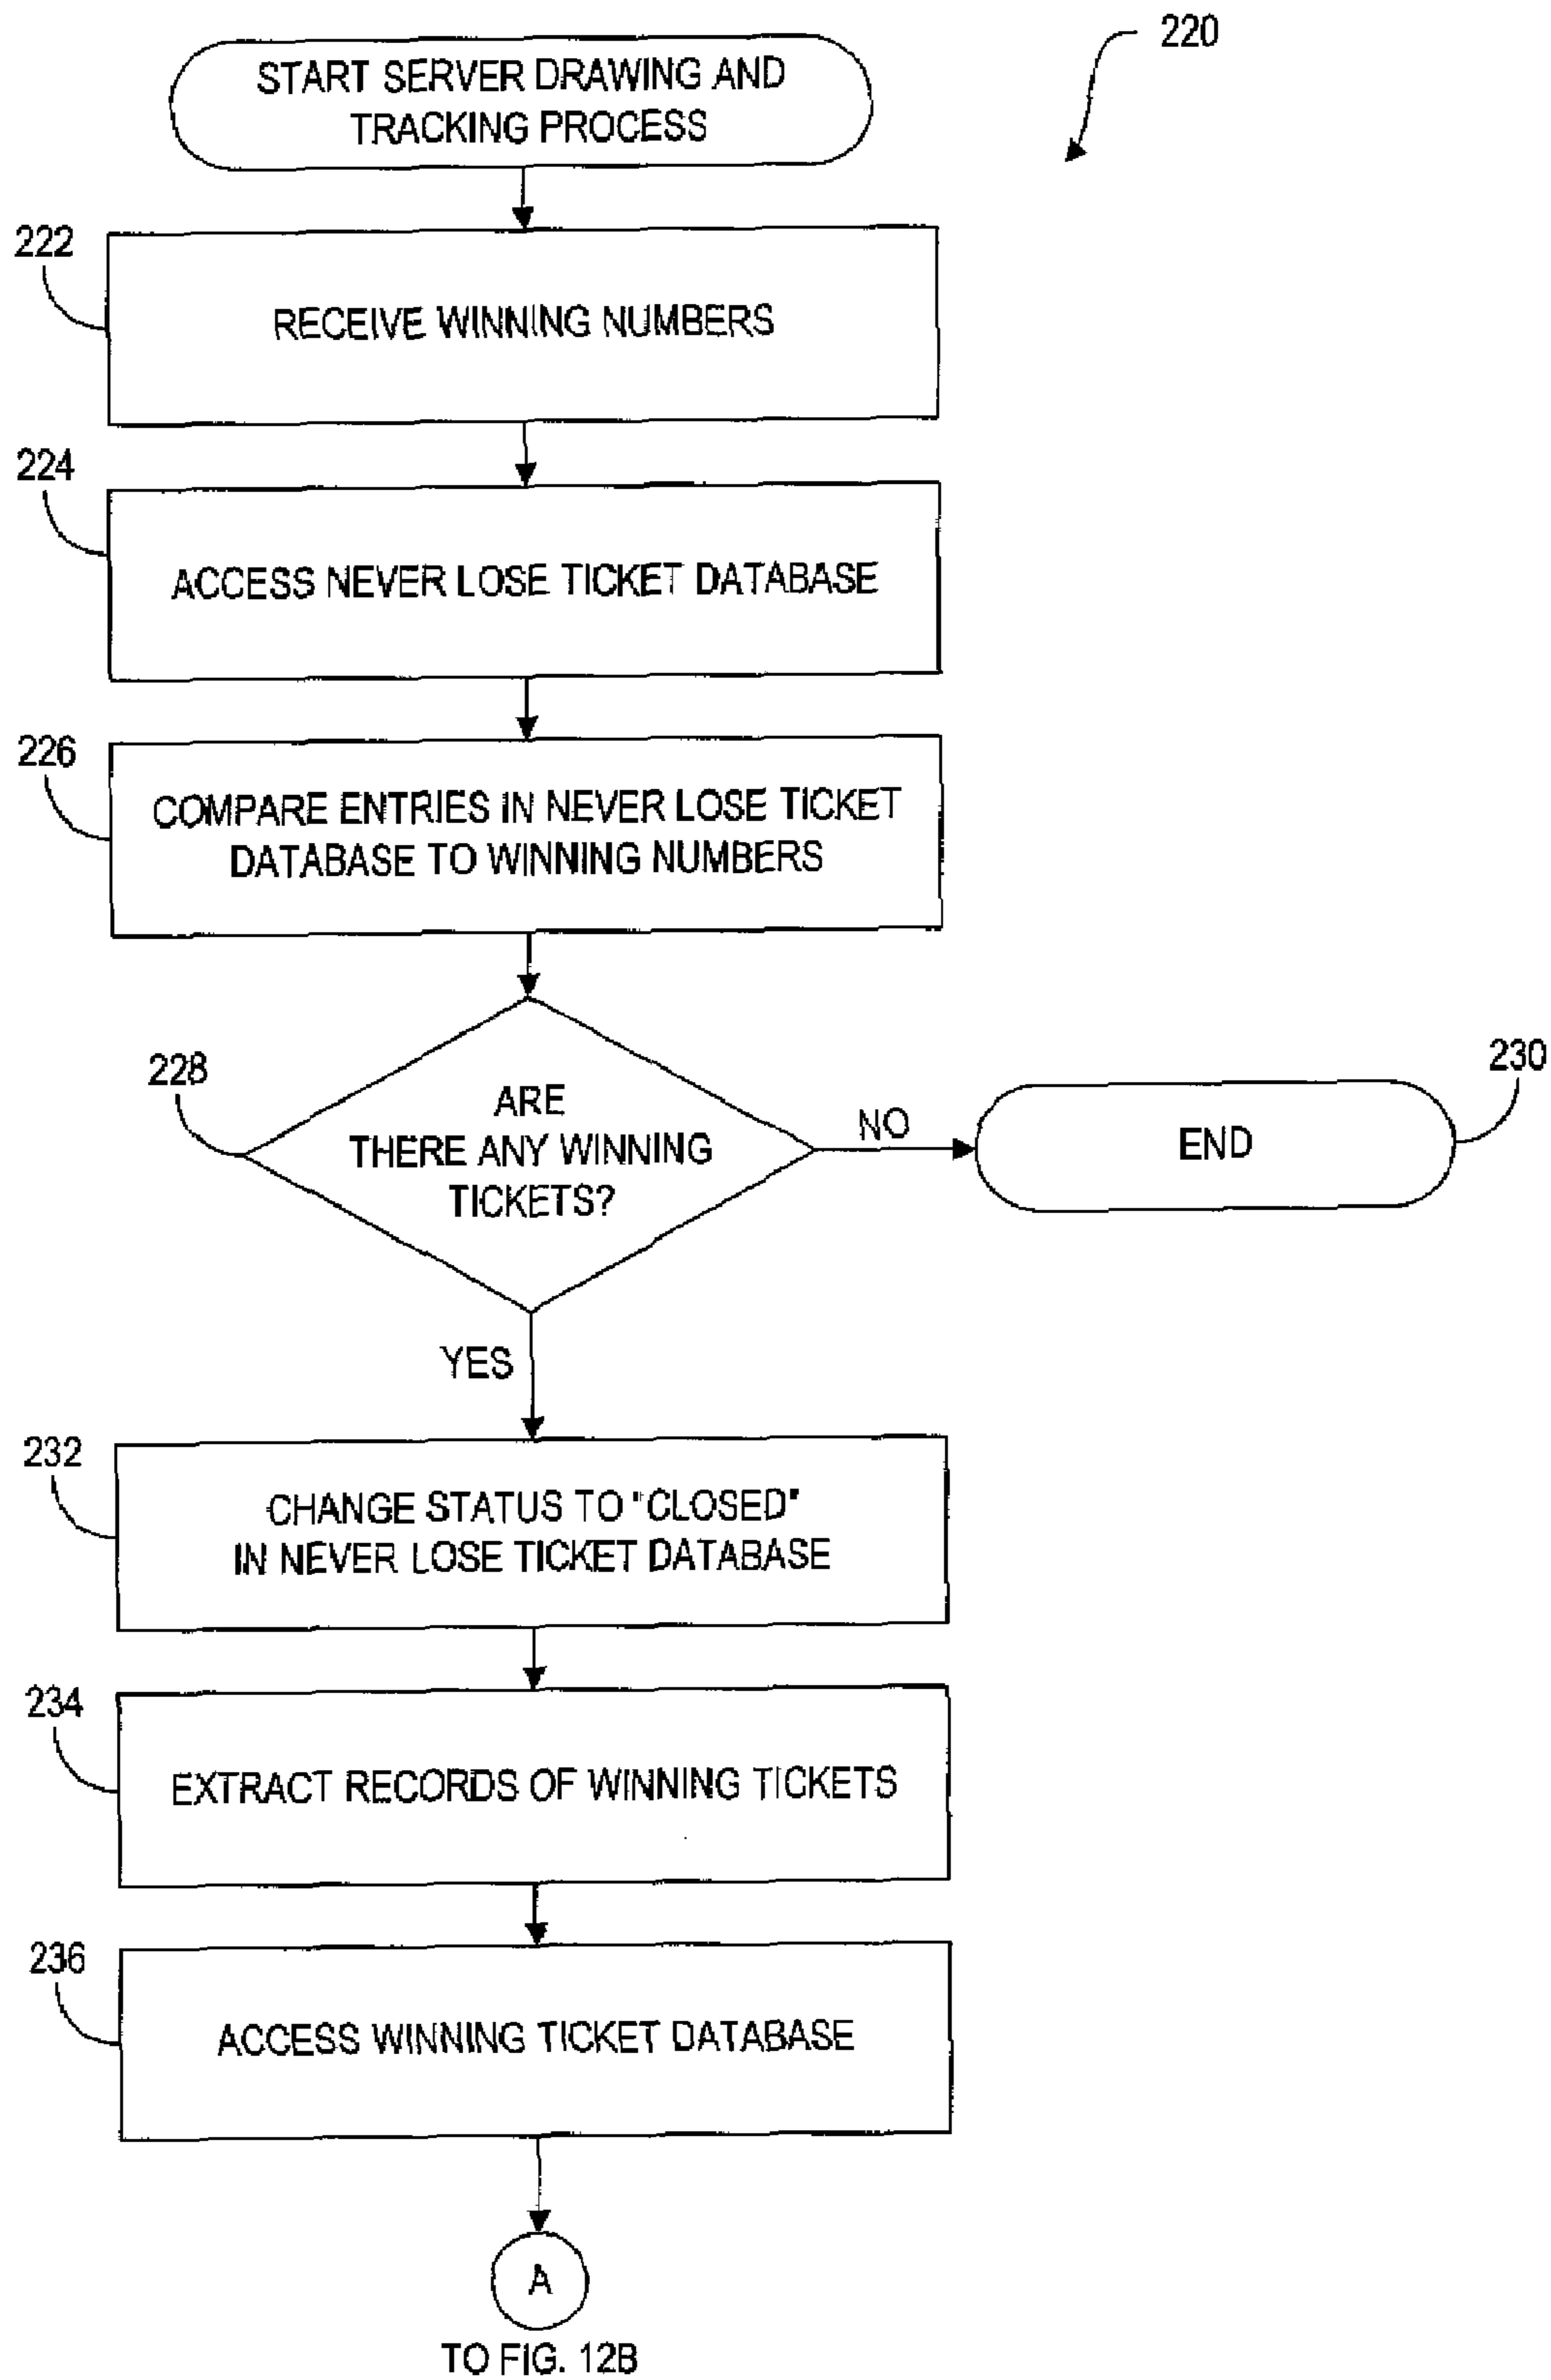 220
START SERVER DRAWING AND
TRACKING PROCESS
222
RECEIVE WINNING NUMBERS
224
ACCESS NEVER LOSE TICKET DATABASE
226
COMPARE ENTRIES IN NEVER LOSE TICKET
DATABASE TO WINNING NUMBERS
228
ARE
THERE ANY WINNING
TICKETS?
NO
230
END
YES
232
CHANGE STATUS TO "CLOSED"
IN NEVER LOSE TICKET DATABASE
234
EXTRACT RECORDS OF WINNING TICKETS
236
ACCESS WINNING TICKET DATABASE
A
TO FIG. 12B